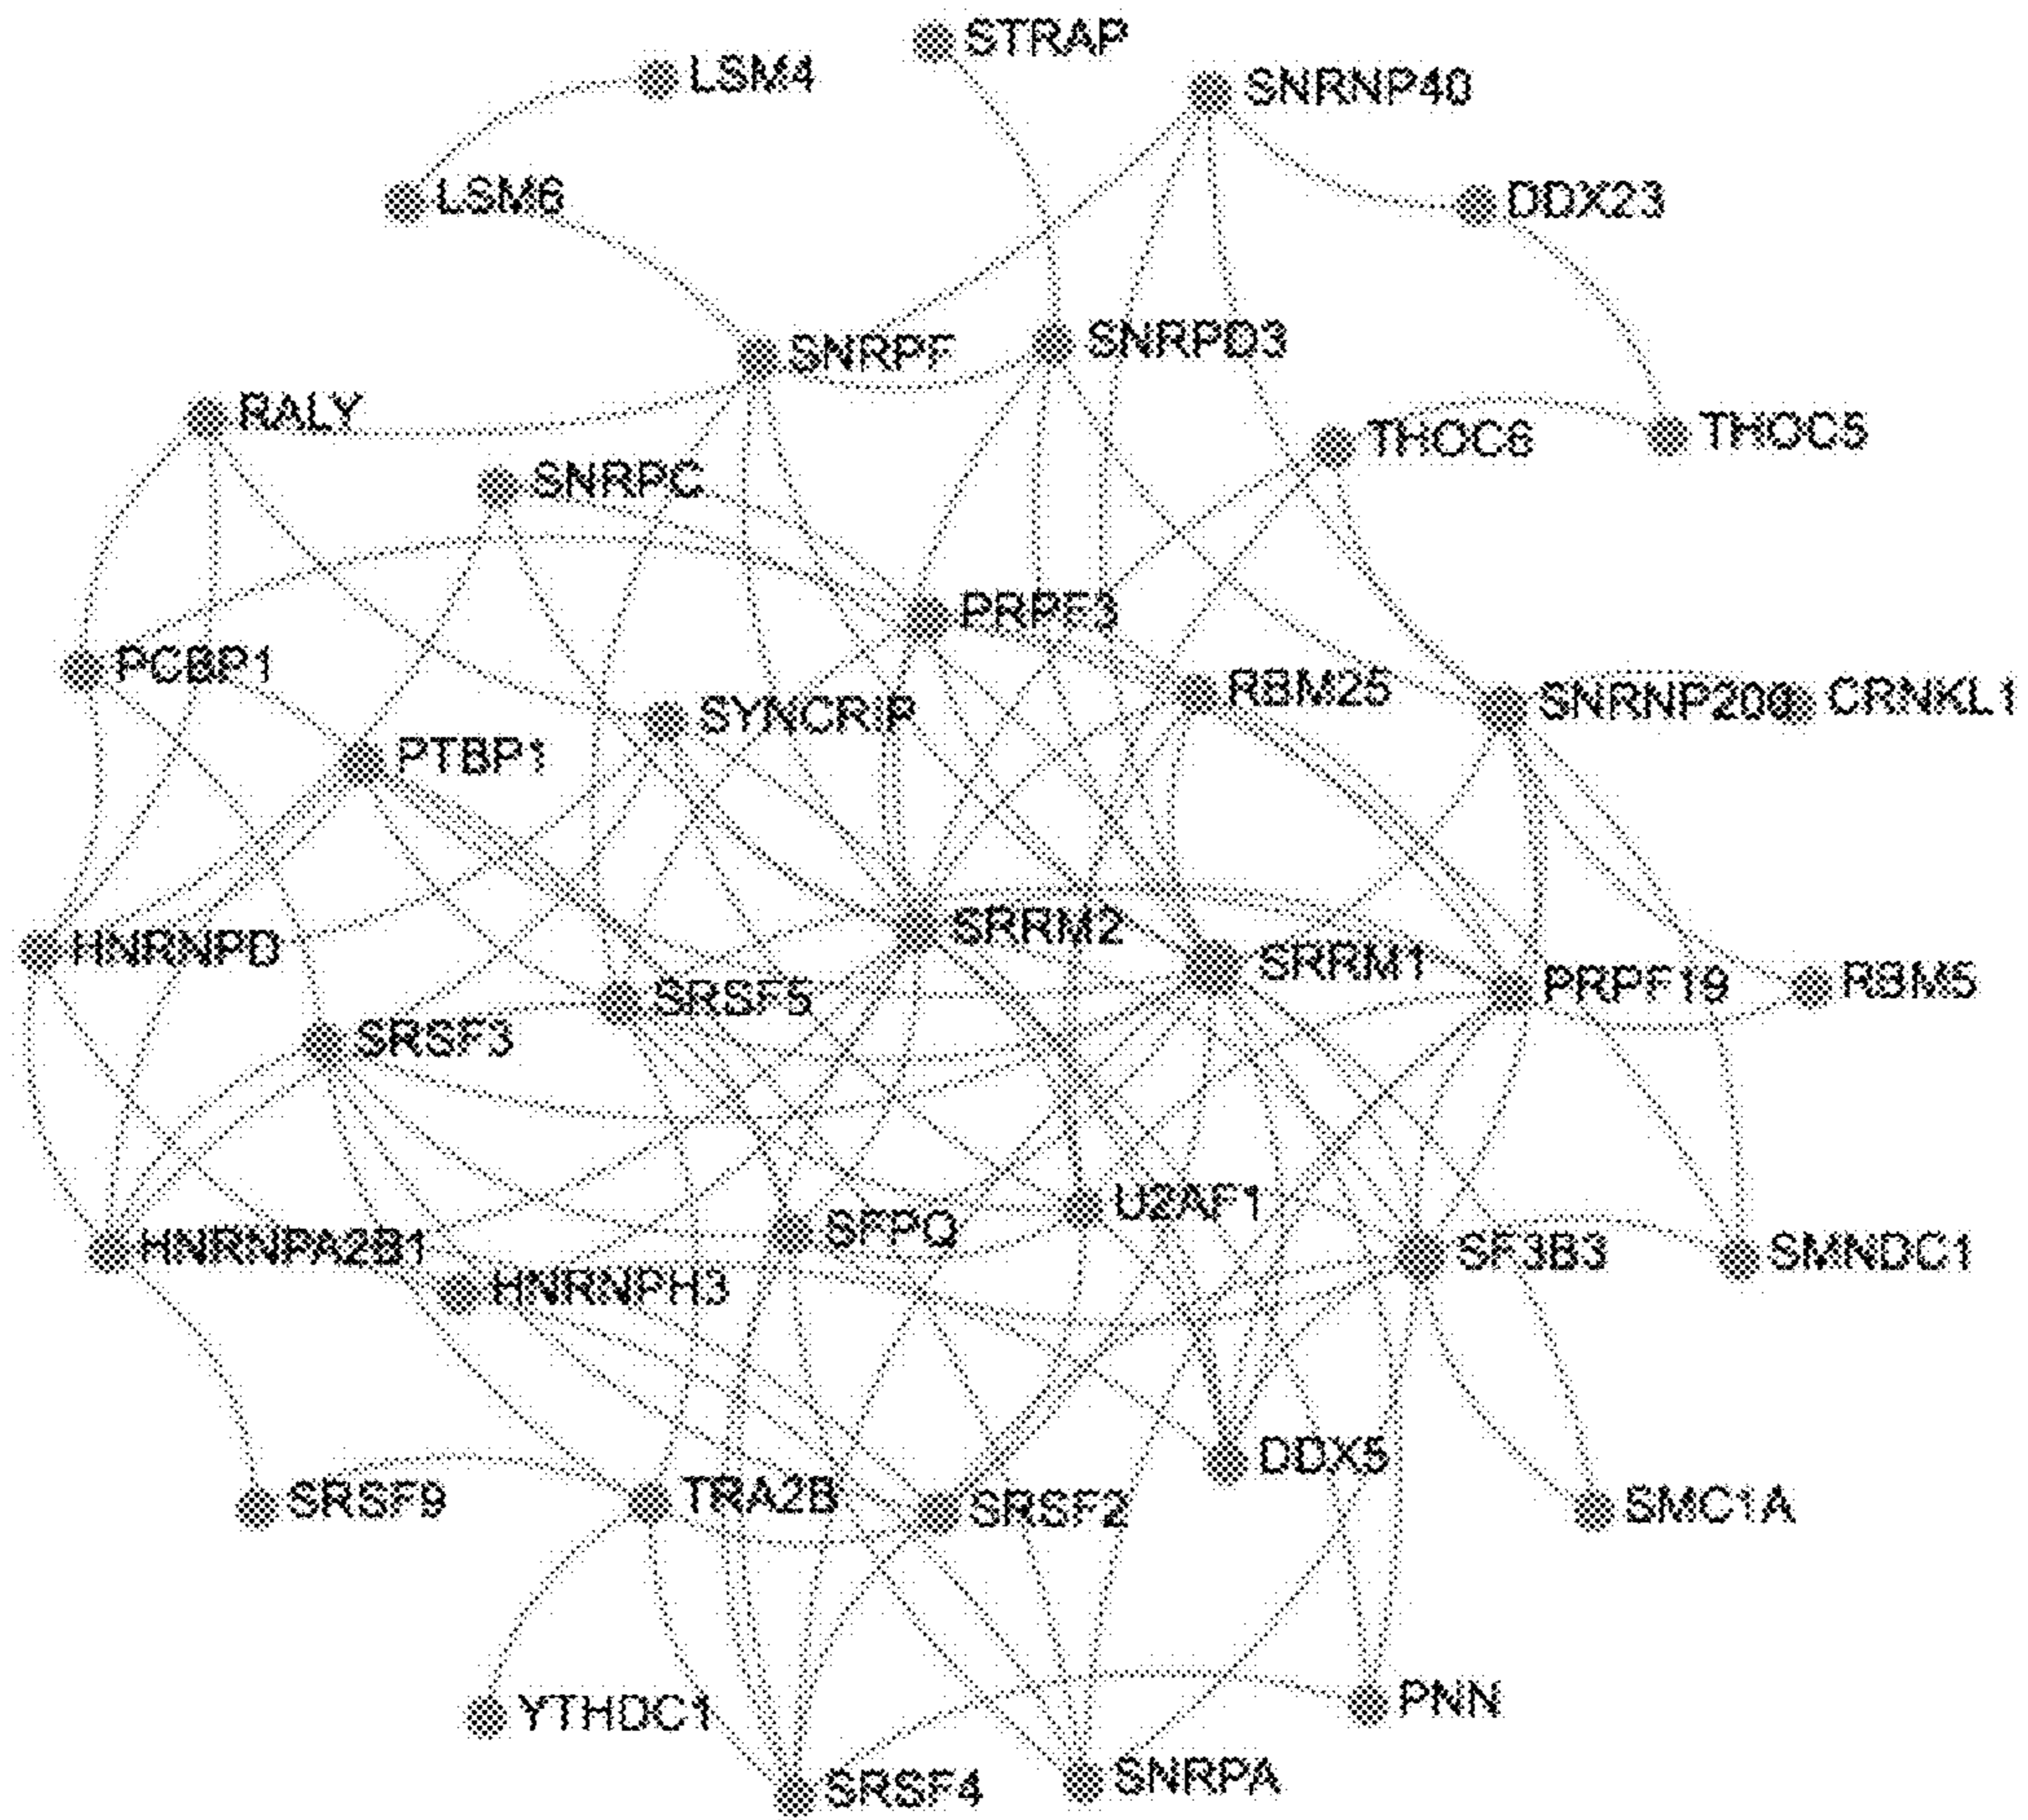 STRAP
LSM4
SNRNP40
LSM6
DDX23
SNRPF
SNRPD3
RALY
THOC6
THOC5
SNRPC
PRPF3
PCBP1
RBM25
SYNCRIP
SNRNP200
CRNKL1
PTBP1
SRRM2
HNRNPD
SRRM1
PRPF19
RBM5
SRSF5
SRSF3
U2AF1
SFPQ
HNRNPA2B1
SF3B3
SMNDC1
HNRNPH3
DDX5
SRSF9
TRA2B
SRSF2
SMC1A
YTHDC1
PNN
SRSF4
SNRPA